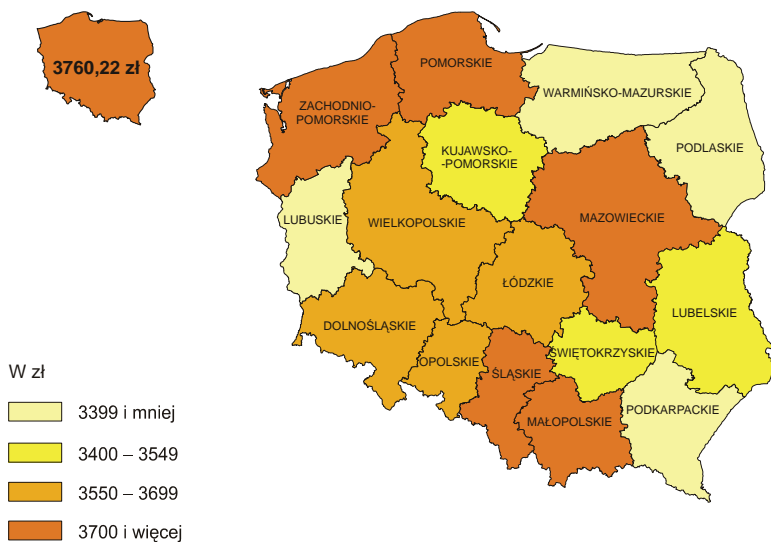 3760,22 zł
POMORSKIE
WARMIŃSKO-MAZURSKIE
ZACHODNIO-
POMORSKIE
KUJAWSKO-
-POMORSKIE
PODLASKIE
LUBUSKIE
WIELKOPOLSKIE
MAZOWIECKIE
ŁÓDZKIE
LUBELSKIE
DOLNOŚLĄSKIE
ŚWIĘTOKRZYSKIE
OPOLSKIE
ŚLĄSKIE
PODKARPACKIE
MAŁOPOLSKIE
W zł
3399 i mniej
3400 – 3549
3550 – 3699
3700 i więcej